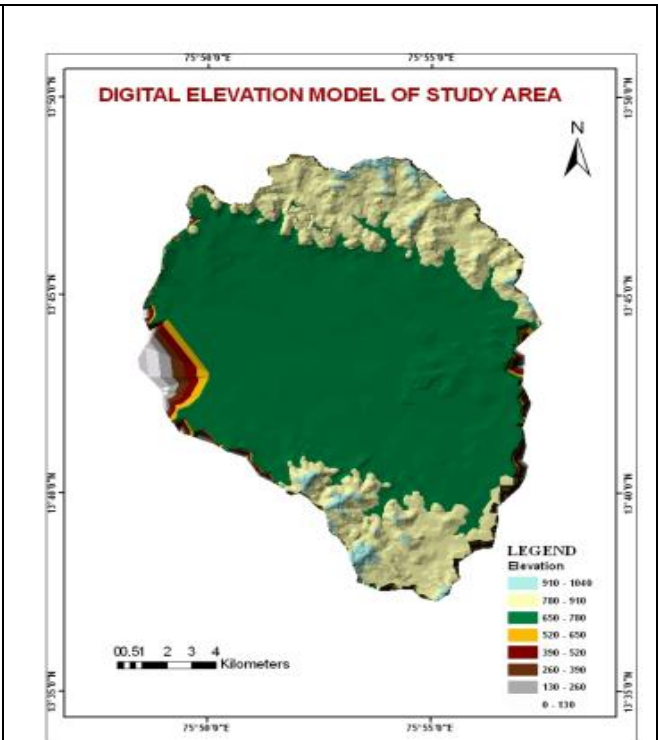 75°50'0"E 75°55'0"E
DIGITAL ELEVATION MODEL OF STUDY AREA
13°50'0"N 13°50'0"N
N
13°45'0"N 13°45'0"N
13°40'0"N 13°40'0"N
LEGEND
Elevation
910 - 1040
780 - 910
650 - 780
520 - 650
390 - 520
260 - 390
130 - 260
0 - 130
00.51 2 3 4
Kilometers
13°35'0"N 13°35'0"N
75°50'0"E 75°55'0"E